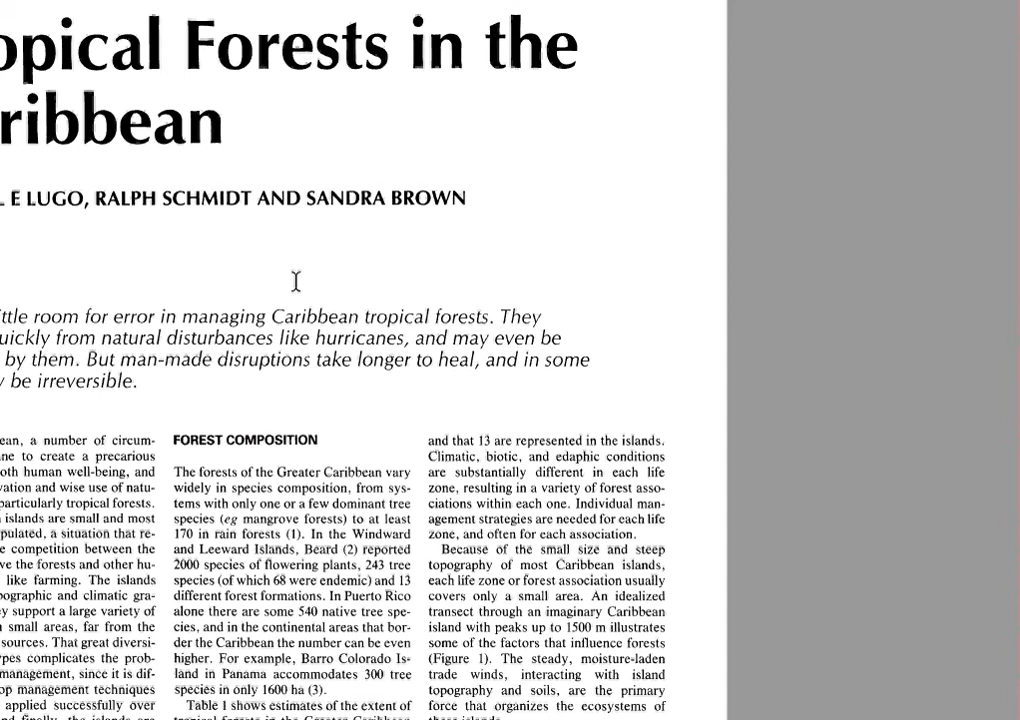 opical Forests in the
ribbean
L E LUGO, RALPH SCHMIDT AND SANDRA BROWN
ttle room for error in managing Caribbean tropical forests. They
uickly from natural disturbances like hurricanes, and may even be
by them. But man-made disruptions take longer to heal, and in some
y be irreversible.
ean, a number of circum-
ne to create a precarious
oth human well-being, and
vation and wise use of natu-
particularly tropical forests.
islands are small and most
pulated, a situation that re-
e competition between the
ve the forests and other hu-
like farming. The islands
ographic and climatic gra-
y support a large variety of
small areas, far from the
sources. That great diversi-
pes complicates the prob-
management, since it is dif-
op management techniques
applied successfully over
nd finally, the islands are
FOREST COMPOSITION
The forests of the Greater Caribbean vary
widely in species composition, from sys-
tems with only one or a few dominant tree
species (eg mangrove forests) to at least
170 in rain forests (1). In the Windward
and Leeward Islands, Beard (2) reported
2000 species of flowering plants, 243 tree
species (of which 68 were endemic) and 13
different forest formations. In Puerto Rico
alone there are some 540 native tree spe-
cies, and in the continental areas that bor-
der the Caribbean the number can be even
higher. For example, Barro Colorado Is-
land in Panama accommodates 300 tree
species in only 1600 ha (3).
Table 1 shows estimates of the extent of
tropical forests in the Greater Caribbean
and that 13 are represented in the islands.
Climatic, biotic, and edaphic conditions
are substantially different in each life
zone, resulting in a variety of forest asso-
ciations within each one. Individual man-
agement strategies are needed for each life
zone, and often for each association.
Because of the small size and steep
topography of most Caribbean islands,
each life zone or forest association usually
covers only a small area. An idealized
transect through an imaginary Caribbean
island with peaks up to 1500 m illustrates
some of the factors that influence forests
(Figure 1). The steady, moisture-laden
trade winds, interacting with island
topography and soils, are the primary
force that organizes the ecosystems of
these islands.